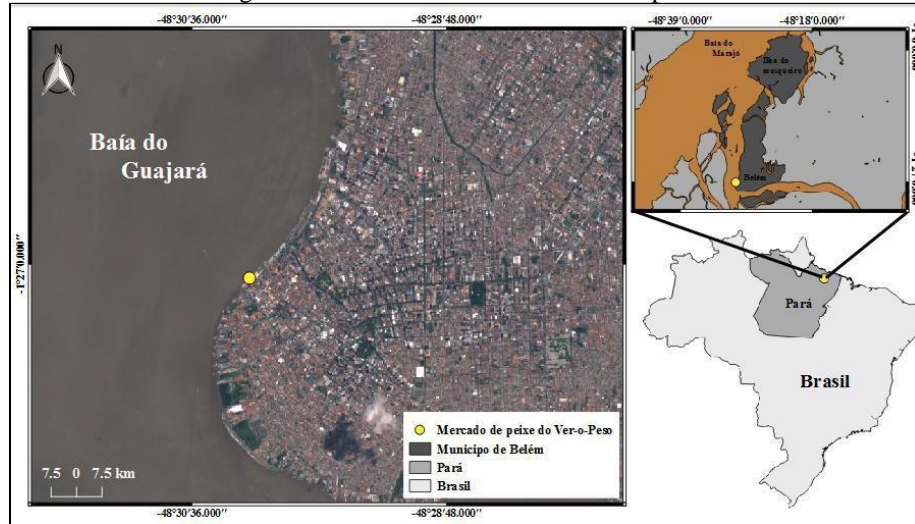 -48°30'36.000"
-48°28'48.000"
N
Baía do
Guajará
-1°27'0.000"
7.5 0 7.5 km
Mercado de peixe do Ver-o-Peso
Municipo de Belém
Pará
Brasil
-48°30'36.000"
-48°28'48.000"
-48°39'0.000"
-48°18'0.000"
Baía do
Marajó
Ilha do
mosqueiro
Belém
Pará
Brasil